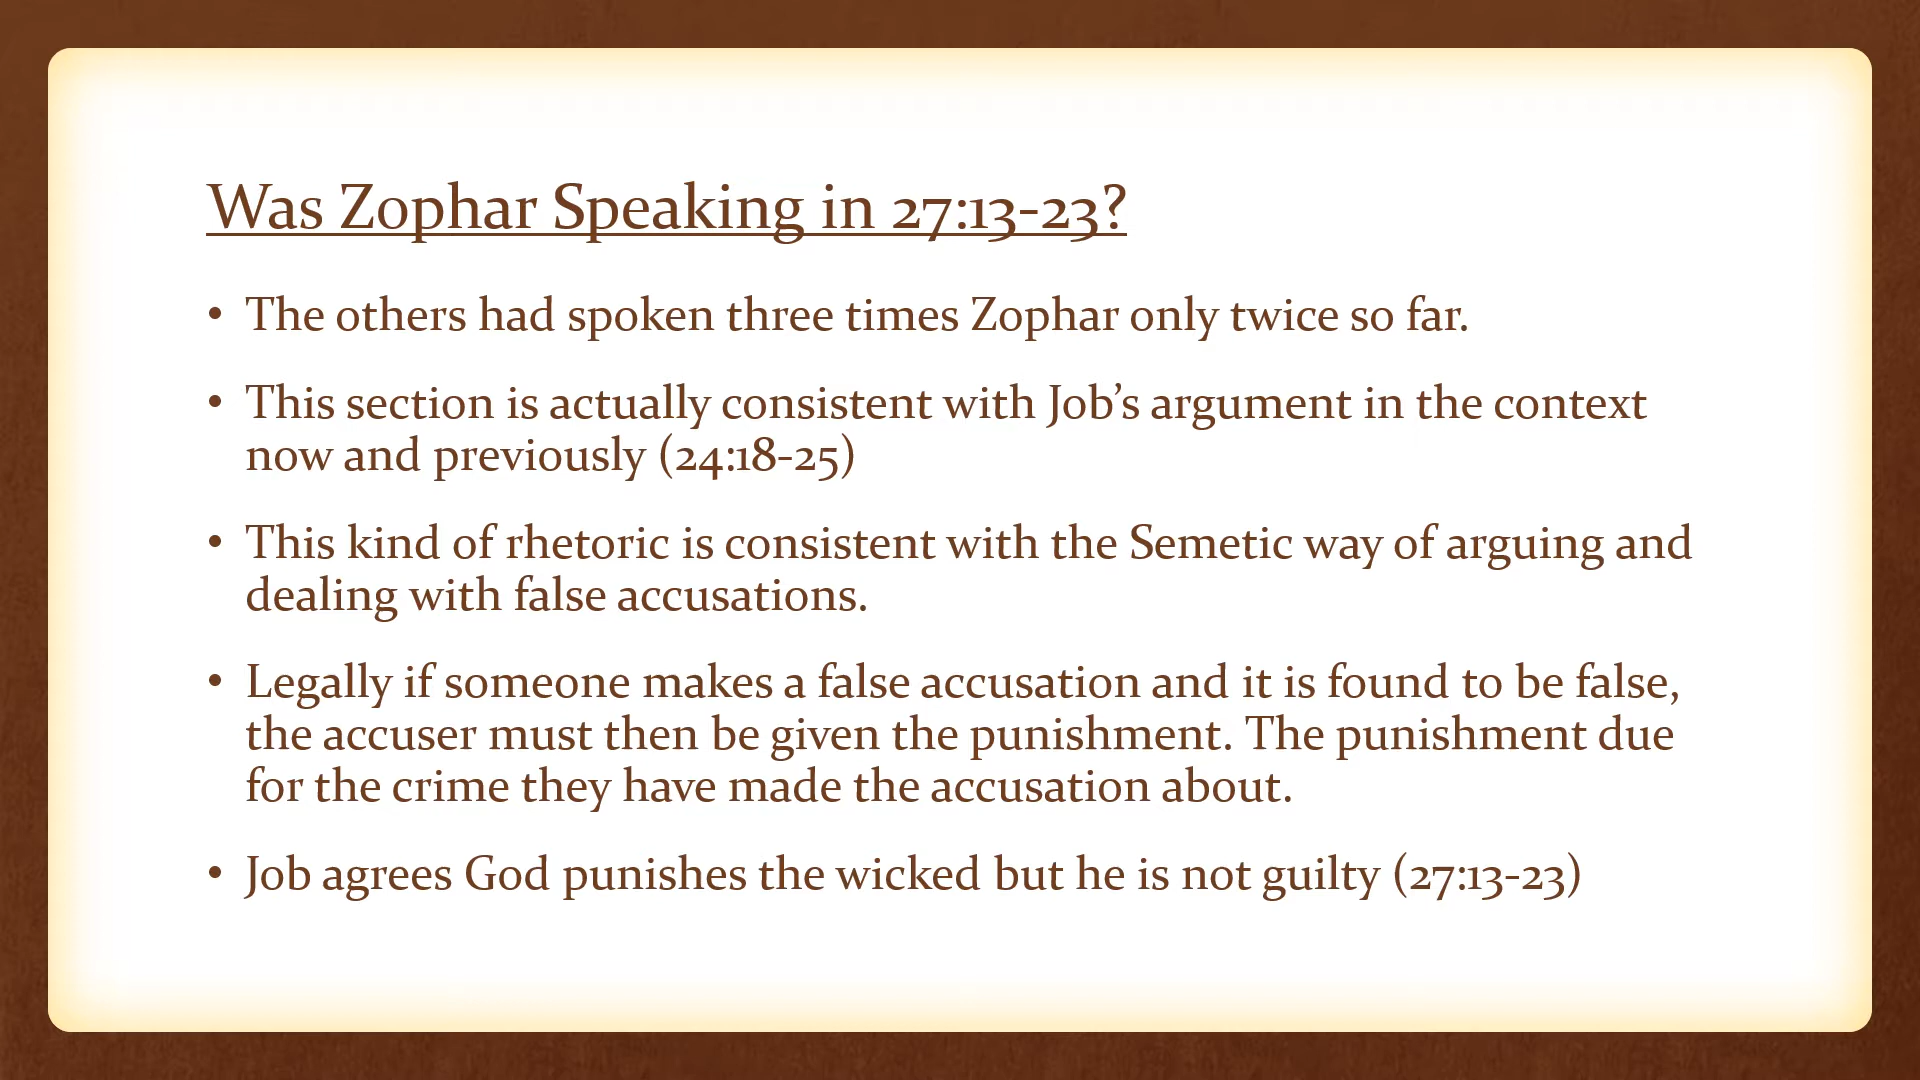 Was Zophar Speaking in 27:13-23?
• The others had spoken three times Zophar only twice so far.
• This section is actually consistent with Job’s argument in the context
now and previously (24:18-25)
• This kind of rhetoric is consistent with the Semetic way of arguing and
dealing with false accusations.
• Legally if someone makes a false accusation and it is found to be false,
the accuser must then be given the punishment. The punishment due
for the crime they have made the accusation about.
• Job agrees God punishes the wicked but he is not guilty (27:13-23)